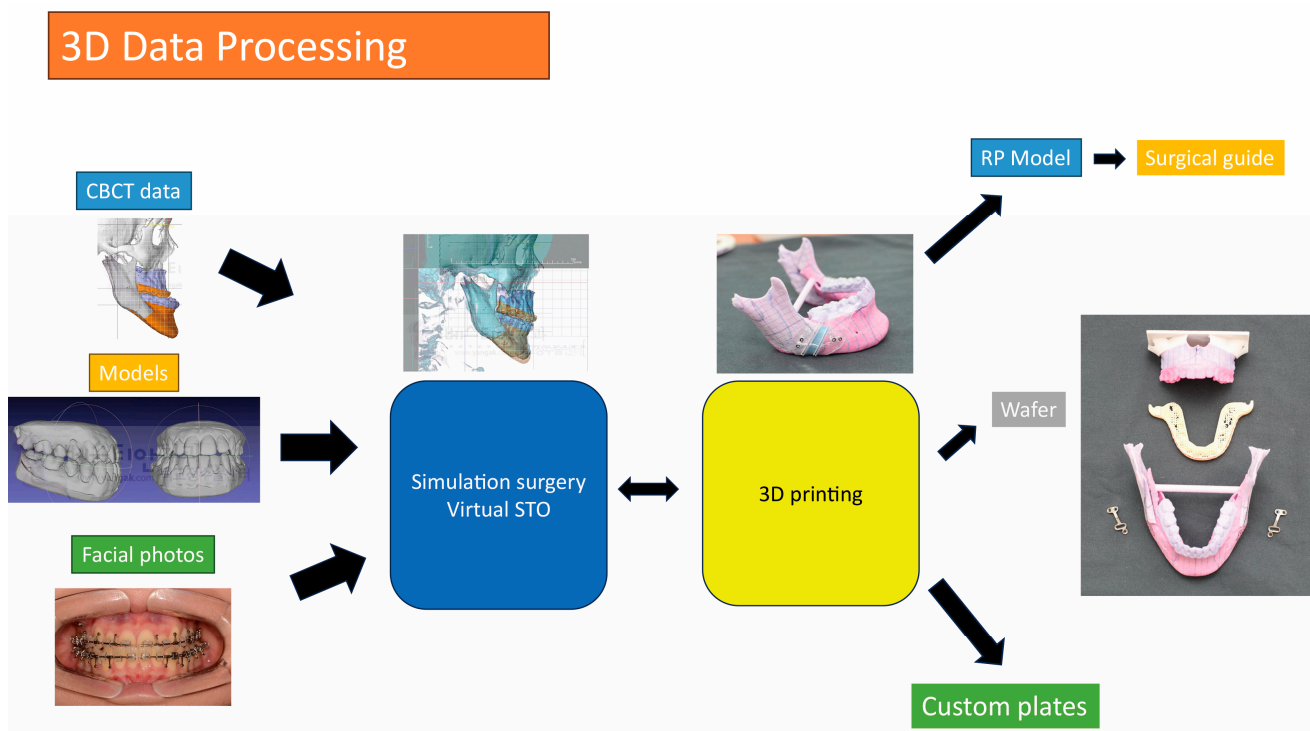 3D Data Processing
RP Model
Surgical guide
CBCT data
Models
Wafer
Simulation surgery
Virtual STO
3D printing
Facial photos
Custom plates